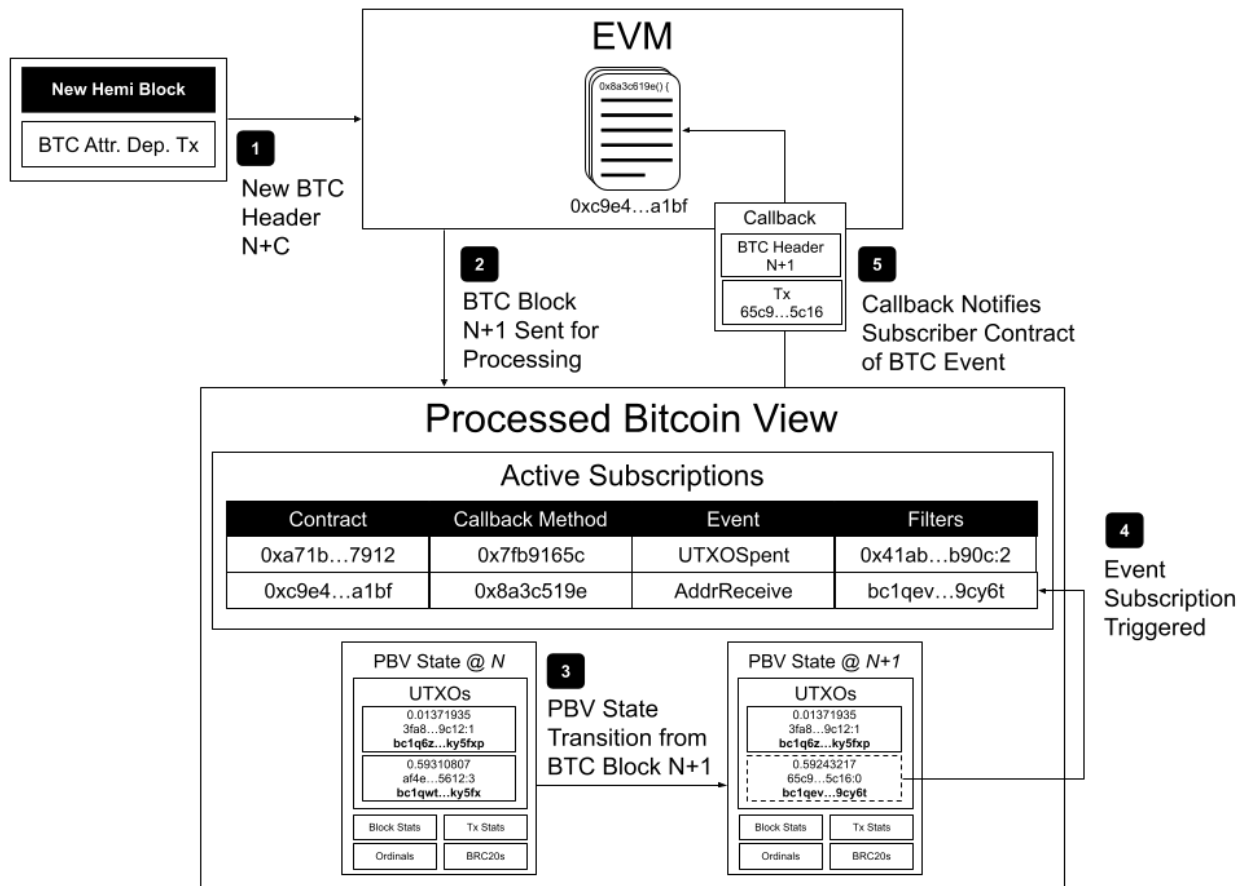 EVM
New Hemi Block
BTC Attr. Dep. Tx
1
New BTC
Header
N+C
0x8a3c619e() {
0xc9e4…a1bf
2
BTC Block
N+1 Sent for
Processing
Callback
BTC Header
N+1
Tx
65c9…5c16
5
Callback Notifies
Subscriber Contract
of BTC Event
Processed Bitcoin View
Active Subscriptions
Contract Callback Method Event Filters
0xa71b…7912 0x7fb9165c UTXOSpent 0x41ab…b90c:2
0xc9e4…a1bf 0x8a3c519e AddrReceive bc1qev…9cy6t
4
Event
Subscription
Triggered
PBV State @ N
UTXOs
0.01371935
3fa8…9c12:1
bc1q6z…ky5fxp
0.59310807
af4e…5612:3
bc1qwt…ky5fx
Block Stats Tx Stats
Ordinals BRC20s
3
PBV State
Transition from
BTC Block N+1
PBV State @ N+1
UTXOs
0.01371935
3fa8…9c12:1
bc1q6z…ky5fxp
0.59243217
65c9…5c16:0
bc1qev…9cy6t
Block Stats Tx Stats
Ordinals BRC20s